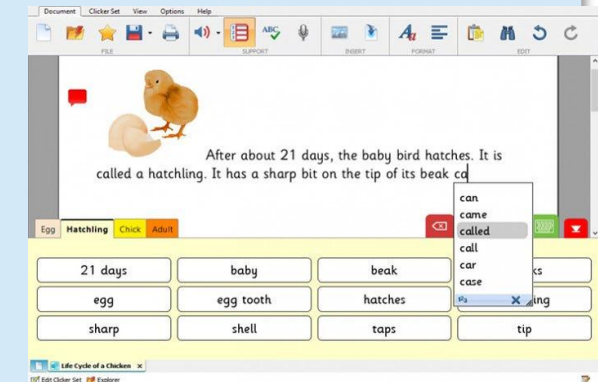 Document Clicker Set View Options Help
ABC
FILE SUPPORT INSERT FORMAT EDIT
After about 21 days, the baby bird hatches. It is
called a hatchling. It has a sharp bit on the tip of its beak ca
can
came
called
call
car
case
Egg Hatchling Chick Adult
21 days baby beak ks
egg egg tooth hatches ing
sharp shell taps tip
Life Cycle of a Chicken
Edit Clicker Set Explorer